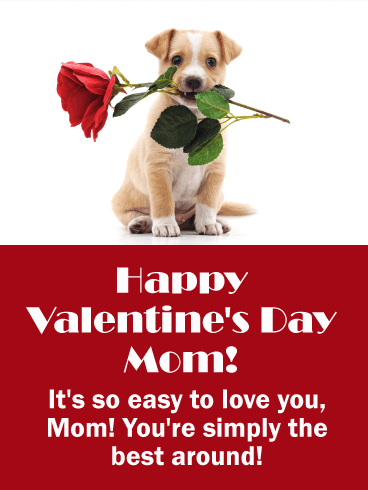 Happy
Valentine's Day
Mom!
It's so easy to love you,
Mom! You're simply the
best around!